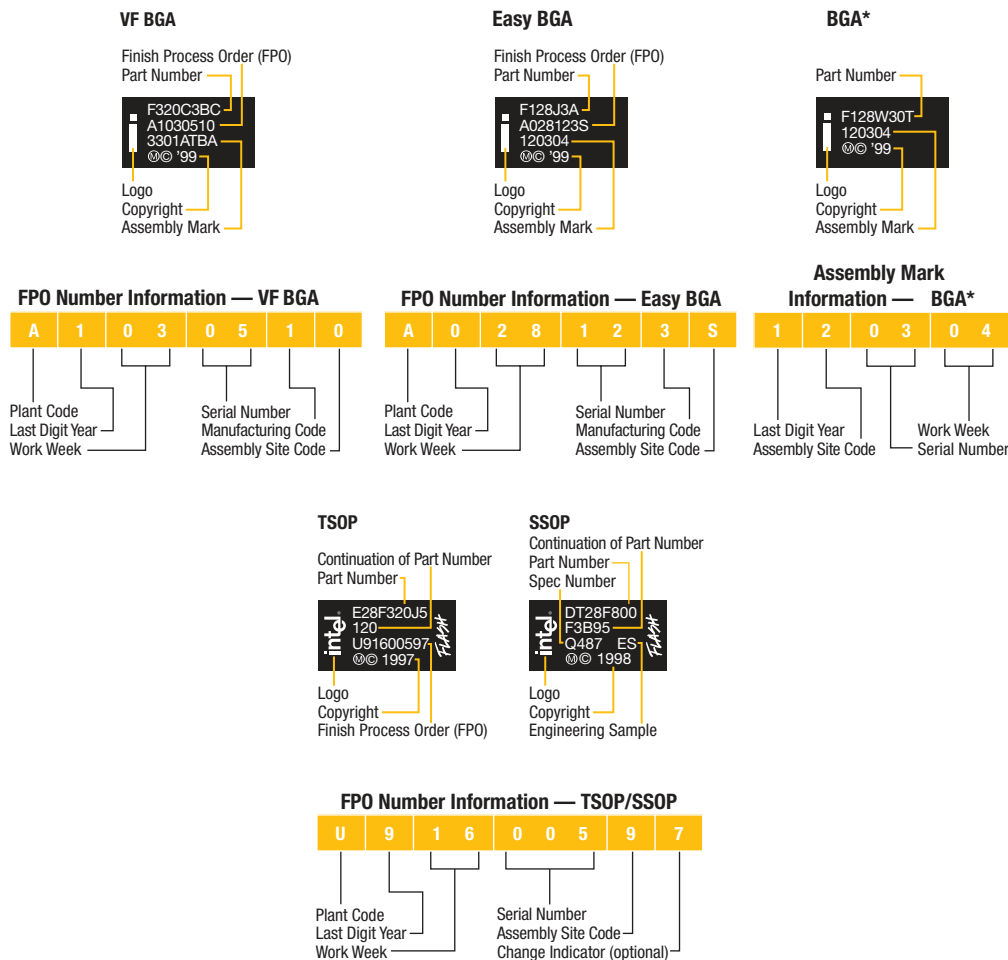 VF BGA
Finish Process Order (FPO)
Part Number
F320C3BC
A1030510
3301ATBA
Ⓜ© '99
Logo
Copyright
Assembly Mark
Easy BGA
Finish Process Order (FPO)
Part Number
F128J3A
A028123S
120304
Ⓜ© '99
Logo
Copyright
Assembly Mark
BGA*
Part Number
F128W30T
120304
Ⓜ© '99
Logo
Copyright
Assembly Mark
FPO Number Information — VF BGA
A 1 0 3 0 5 1 0
Plant Code
Last Digit Year
Work Week
Serial Number
Manufacturing Code
Assembly Site Code
FPO Number Information — Easy BGA
A 0 2 8 1 2 3 S
Plant Code
Last Digit Year
Work Week
Serial Number
Manufacturing Code
Assembly Site Code
Assembly Mark
Information — BGA*
1 2 0 3 0 4
Last Digit Year
Assembly Site Code
Work Week
Serial Number
TSOP
Continuation of Part Number
Part Number
intel
E28F320J5
120
U91600597
Ⓜ© 1997
FLASH
Logo
Copyright
Finish Process Order (FPO)
SSOP
Continuation of Part Number
Part Number
Spec Number
intel
DT28F800
F3B95
Q487 ES
Ⓜ© 1998
FLASH
Logo
Copyright
Engineering Sample
FPO Number Information — TSOP/SSOP
U 9 1 6 0 0 5 9 7
Plant Code
Last Digit Year
Work Week
Serial Number
Assembly Site Code
Change Indicator (optional)